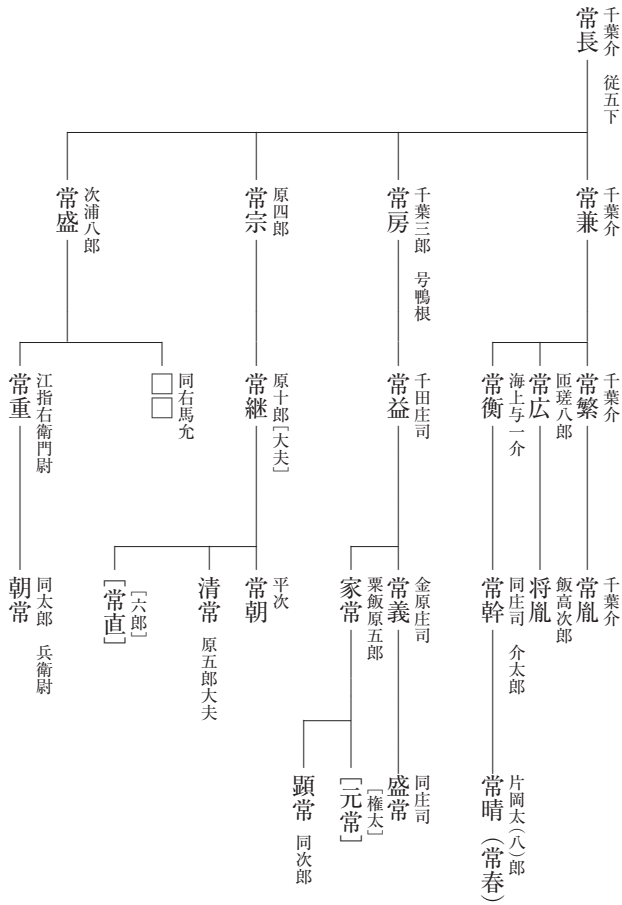 千葉介　従五下
常長
千葉介
常兼
千葉三郎　号鴨根
常房
原四郎
常宗
次浦八郎
常盛
千葉介
常繁
匝瑳八郎
常広
海上与一介
常衡
千田庄司
常益
原十郎［大夫］
常継
同右馬允
□□
江指右衛門尉
常重
千葉介
常胤
飯高次郎
将胤
同庄司　介太郎
常幹
金原庄司
常義
粟飯原五郎
家常
平次
常朝
清常　原五郎大夫
［六郎］
［常直］
同太郎　兵衛尉
朝常
片岡太（八）郎
常晴（常春）
同庄司
盛常
［権太］
［元常］
顕常　同次郎